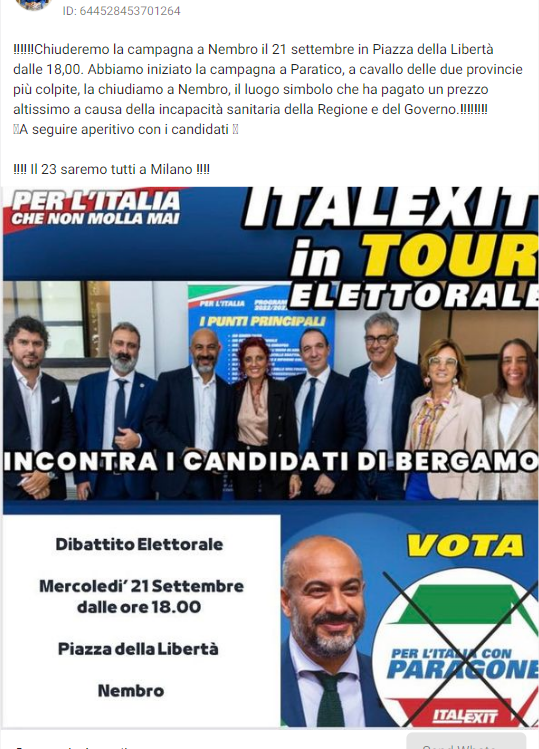 ID: 644528453701264
!!!!!!Chiuderemo la campagna a Nembro il 21 settembre in Piazza della Libertà
dalle 18,00. Abbiamo iniziato la campagna a Paratico, a cavallo delle due provincie
più colpite, la chiudiamo a Nembro, il luogo simbolo che ha pagato un prezzo
altissimo a causa della incapacità sanitaria della Regione e del Governo.!!!!!!!!
A seguire aperitivo con i candidati
!!!! Il 23 saremo tutti a Milano !!!!
PER L'ITALIA
CHE NON MOLLA MAI
ITALEXIT
in TOUR
ELETTORALE
PER L'ITALIA
I PUNTI PRINCIPALI
INCONTRA I CANDIDATI DI BERGAMO
Dibattito Elettorale
Mercoledi' 21 Settembre
dalle ore 18.00
Piazza della Libertà
Nembro
VOTA
PER L'ITALIA CON
PARAGONE
ITALEXIT